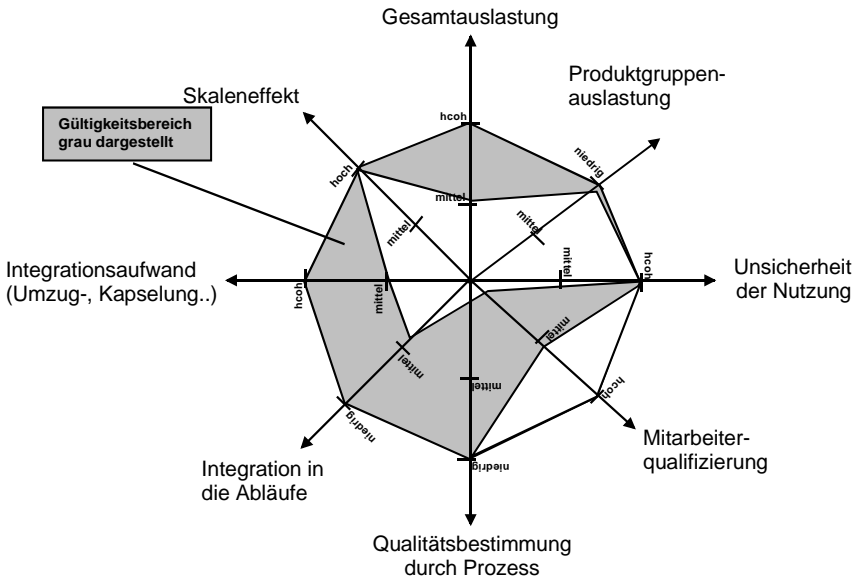 Gesamtauslastung
Produktgruppen-
auslastung
Skaleneffekt
Gültigkeitsbereich
grau dargestellt
hcoh
niedrig
hoch
mittel
mittel
mittel
Integrationsaufwand
(Umzug-, Kapselung..)
hcoh
mittel
mittel
hcoh
Unsicherheit
der Nutzung
mittel
mittel
mittel
hcoh
niedrig
niedrig
Mitarbeiter-
qualifizierung
Integration in
die Abläufe
Qualitätsbestimmung
durch Prozess